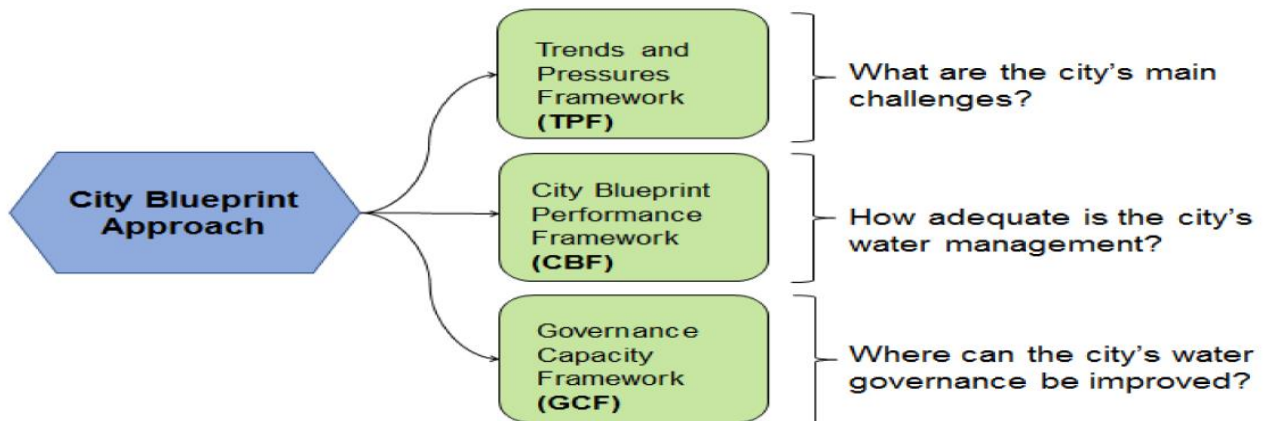 City Blueprint
Approach
Trends and
Pressures
Framework
(TPF)
What are the city's main
challenges?
City Blueprint
Performance
Framework
(CBF)
How adequate is the city's
water management?
Governance
Capacity
Framework
(GCF)
Where can the city's water
governance be improved?